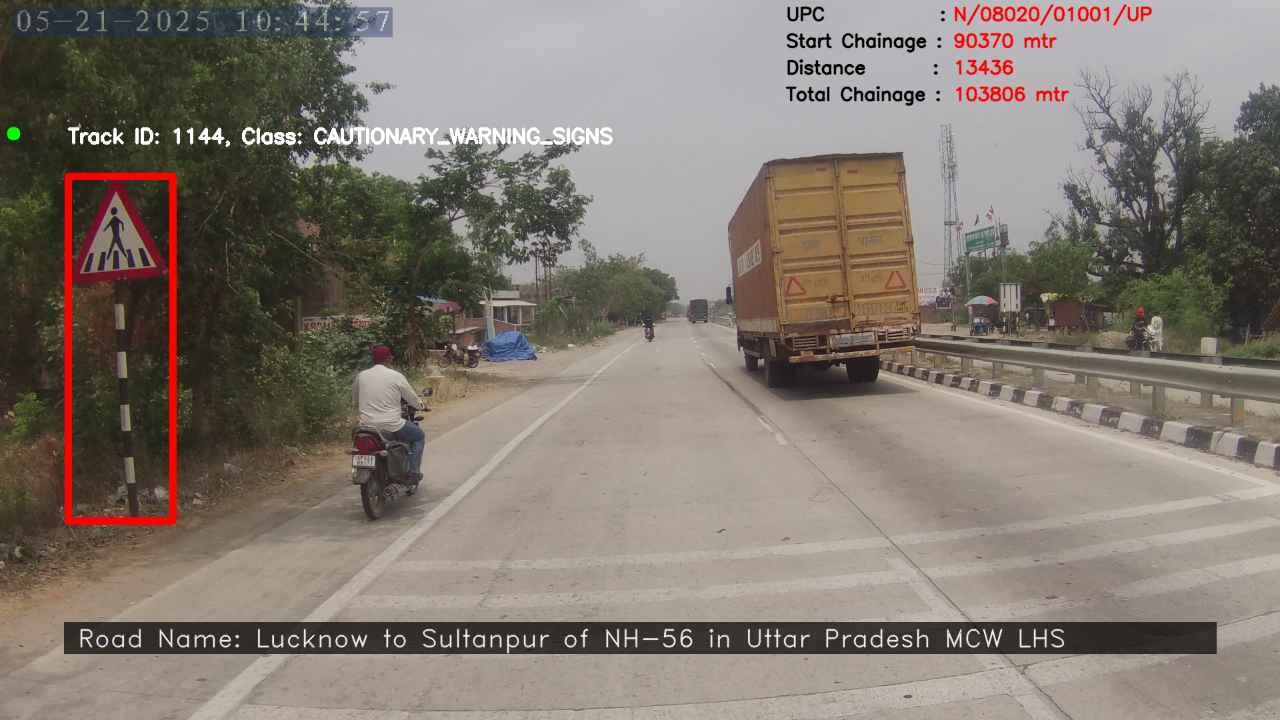 05-21-2025 10:44:57
UPC : N/08020/01001/UP
Start Chainage : 90370 mtr
Distance : 13436
Total Chainage : 103806 mtr
Track ID: 1144, Class: CAUTIONARY_WARNING_SIGNS
Road Name: Lucknow to Sultanpur of NH-56 in Uttar Pradesh MCW LHS